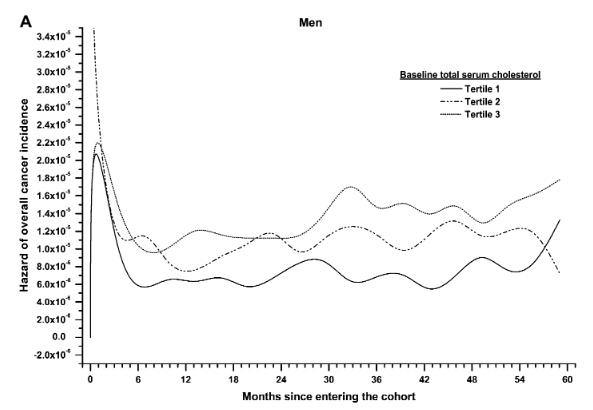 A
Men
3.4x10⁻⁵
3.2x10⁻⁵
3.0x10⁻⁵
2.8x10⁻⁵
2.6x10⁻⁵
2.4x10⁻⁵
2.2x10⁻⁵
2.0x10⁻⁵
1.8x10⁻⁵
1.6x10⁻⁵
1.4x10⁻⁵
1.2x10⁻⁵
1.0x10⁻⁵
8.0x10⁻⁶
6.0x10⁻⁶
4.0x10⁻⁶
2.0x10⁻⁶
0.0
-2.0x10⁻⁶
Hazard of overall cancer incidence
Baseline total serum cholesterol
Tertile 1
Tertile 2
Tertile 3
0 6 12 18 24 30 36 42 48 54 60
Months since entering the cohort